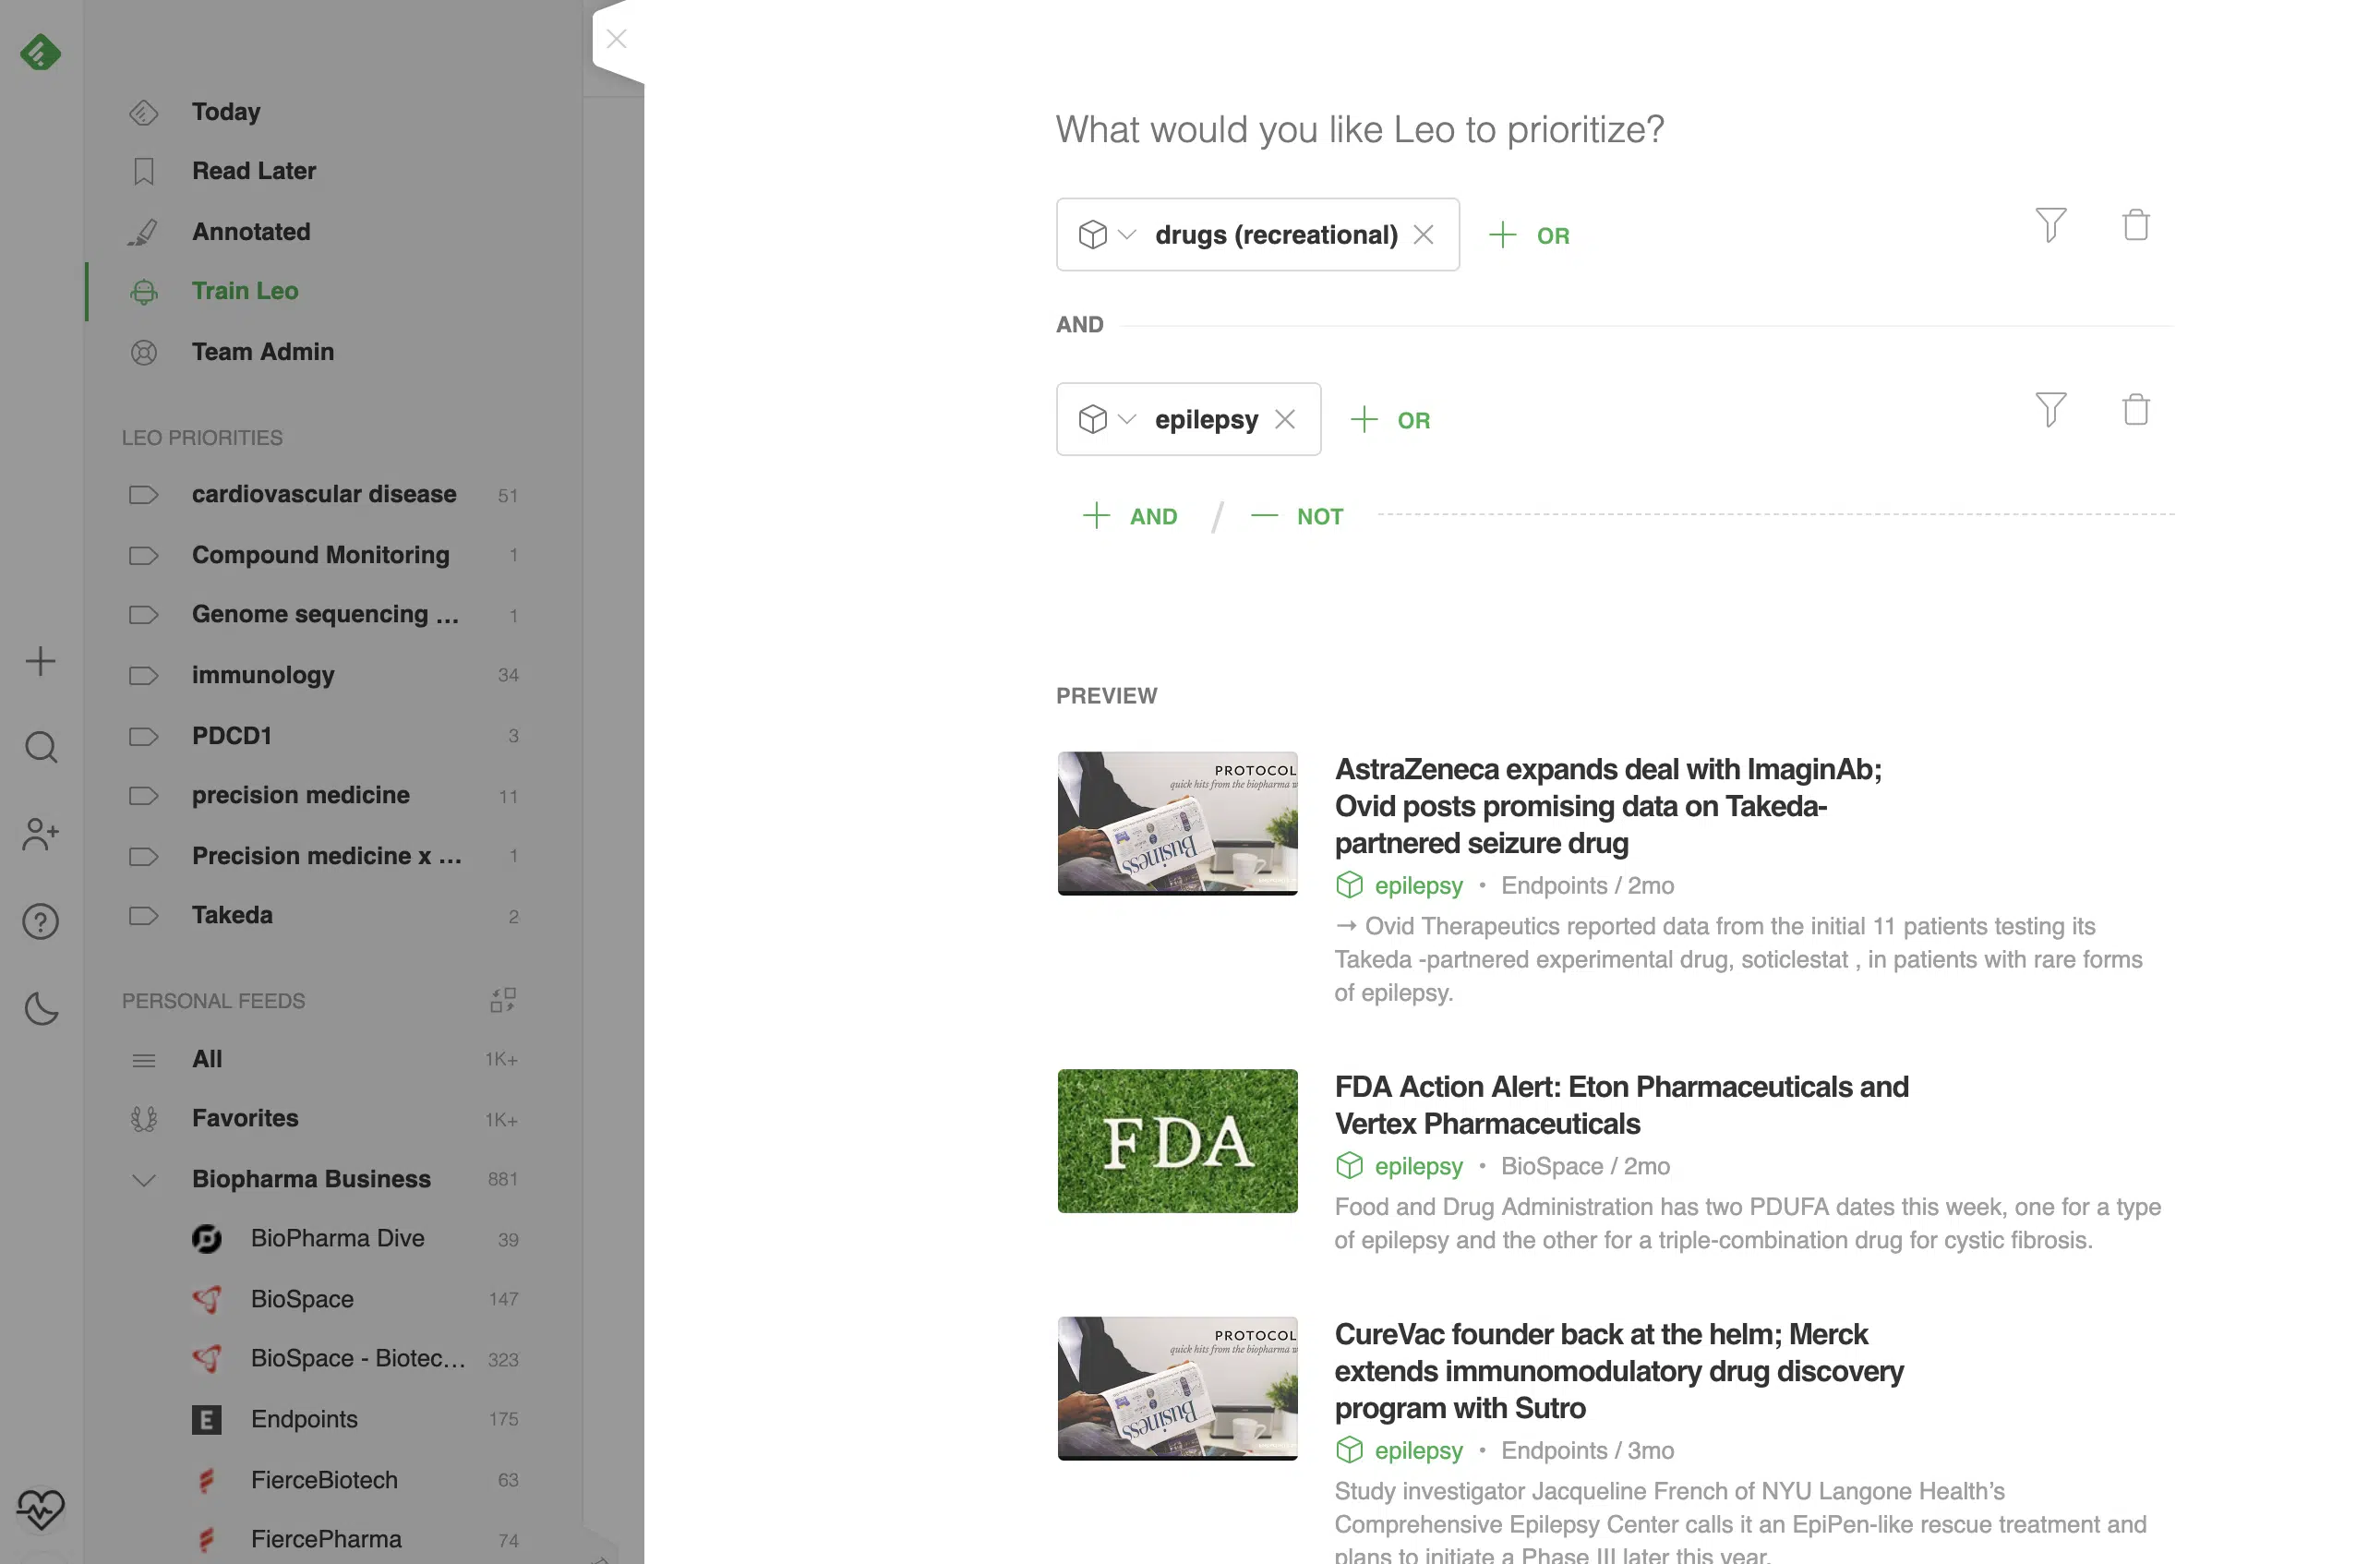 Today
Read Later
Annotated
Train Leo
Team Admin
LEO PRIORITIES
cardiovascular disease 51
Compound Monitoring 1
Genome sequencing ... 1
immunology 34
PDCD1 3
precision medicine 11
Precision medicine x ... 1
Takeda 2
PERSONAL FEEDS
All 1K+
Favorites 1K+
Biopharma Business 881
BioPharma Dive 39
BioSpace 147
BioSpace - Biotec... 323
E Endpoints 175
FierceBiotech 63
FiercePharma 74
What would you like Leo to prioritize?
drugs (recreational) OR
AND
epilepsy OR
AND / NOT
PREVIEW
PROTOCOL
quick hits from the biopharma w
Business
AstraZeneca expands deal with ImaginAb;
Ovid posts promising data on Takeda-
partnered seizure drug
epilepsy • Endpoints / 2mo
→ Ovid Therapeutics reported data from the initial 11 patients testing its
Takeda -partnered experimental drug, soticlestat , in patients with rare forms
of epilepsy.
FDA
FDA Action Alert: Eton Pharmaceuticals and
Vertex Pharmaceuticals
epilepsy • BioSpace / 2mo
Food and Drug Administration has two PDUFA dates this week, one for a type
of epilepsy and the other for a triple-combination drug for cystic fibrosis.
PROTOCOL
quick hits from the biopharma w
Business
CureVac founder back at the helm; Merck
extends immunomodulatory drug discovery
program with Sutro
epilepsy • Endpoints / 3mo
Study investigator Jacqueline French of NYU Langone Health's
Comprehensive Epilepsy Center calls it an EpiPen-like rescue treatment and
plans to initiate a Phase III later this year.